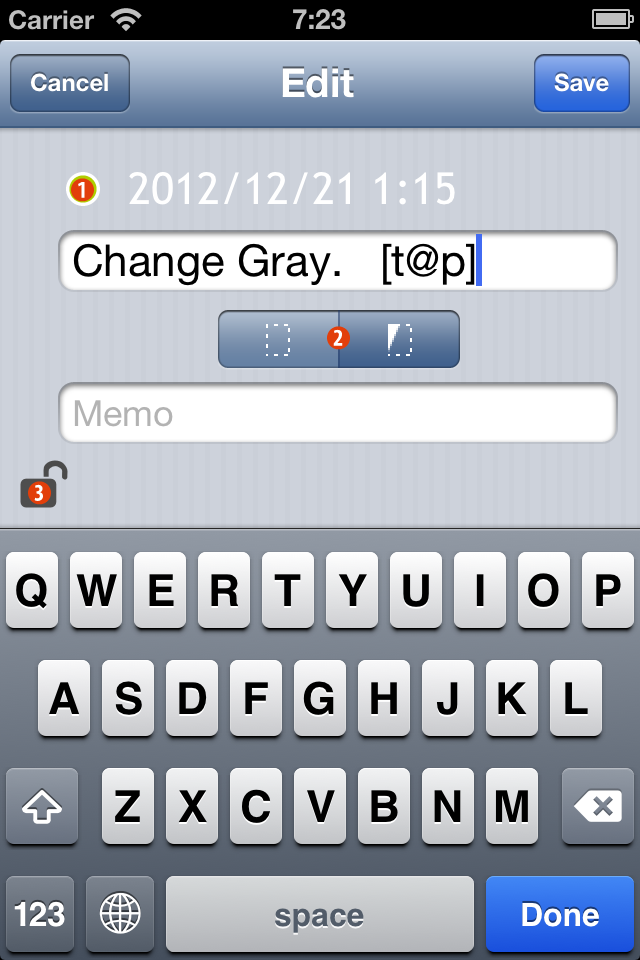 Carrier 7:23
Cancel Edit Save
1 2012/12/21 1:15
Change Gray. [t@p]
2
Memo
3
Q W E R T Y U I O P
A S D F G H J K L
Z X C V B N M
123 space Done